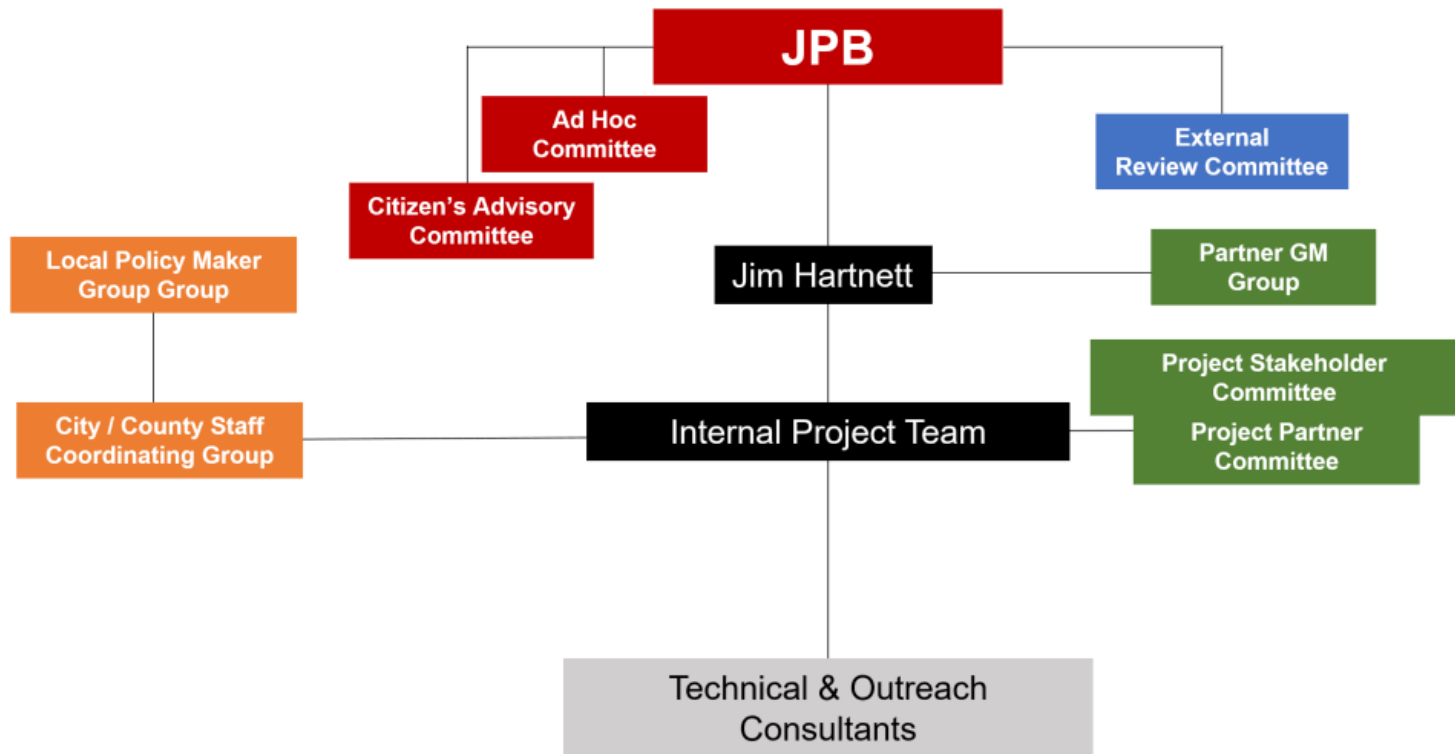 JPB
Ad Hoc
Committee
External
Review Committee
Citizen's Advisory
Committee
Local Policy Maker
Group Group
Jim Hartnett
Partner GM
Group
Project Stakeholder
Committee
City / County Staff
Coordinating Group
Internal Project Team
Project Partner
Committee
Technical & Outreach
Consultants